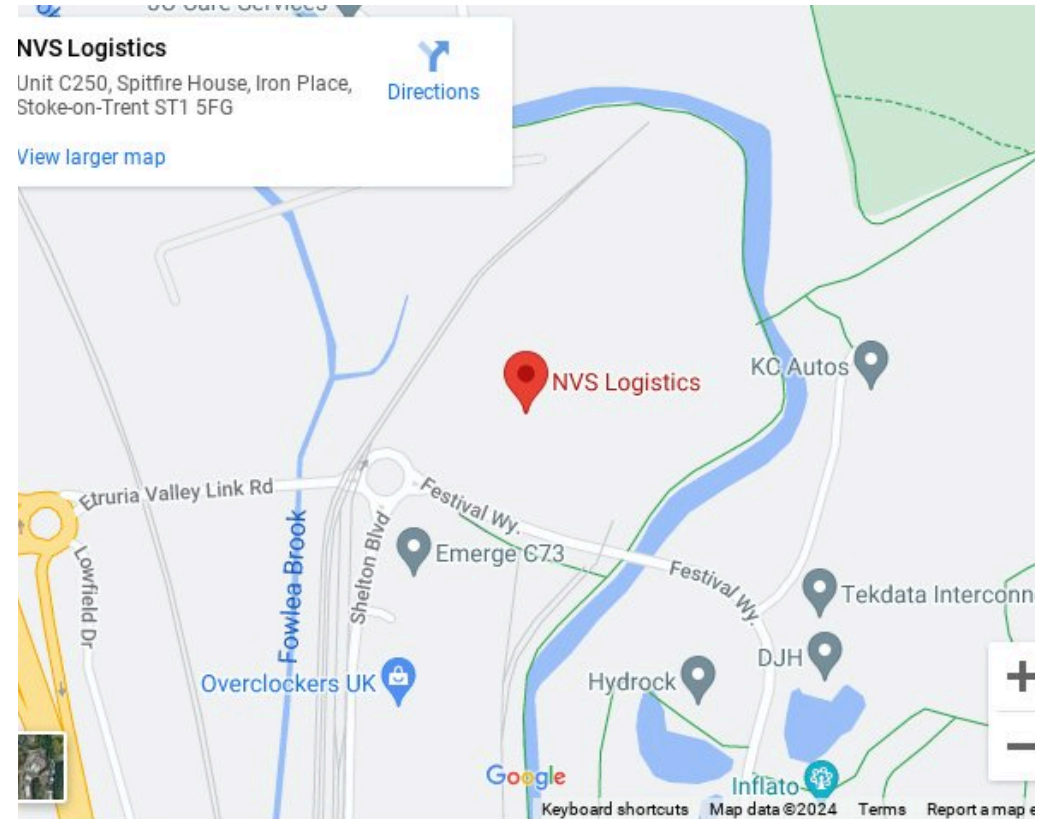 NVS Logistics
Unit C250, Spitfire House, Iron Place,
Stoke-on-Trent ST1 5FG
Directions
View larger map
NVS Logistics
KC Autos
Etruria Valley Link Rd
Festival Wy.
Shelton Blvd
Emerge C73
Fowlea Brook
Lowfield Dr
Festival Wy.
Tekdata Interconn
DJH
Overclockers UK
Hydrock
Inflato
Google
Keyboard shortcuts
Map data ©2024
Terms
Report a map e